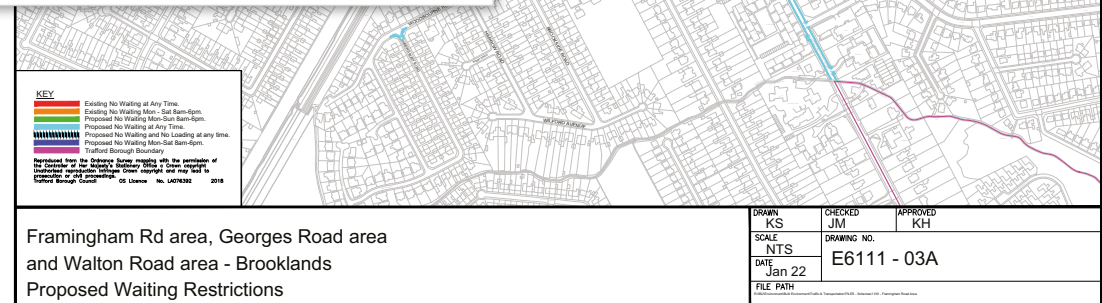 WILFORD AVENUE
KEY
Existing No Waiting at Any Time.
Existing No Waiting Mon - Sat 8am-6pm.
Proposed No Waiting Mon-Sun 8am-6pm.
Proposed No Waiting at Any Time.
Proposed No Waiting and No Loading at any time.
Proposed No Waiting Mon-Sat 8am-6pm.
Trafford Borough Boundary
Reproduced from the Ordnance Survey mapping with the permission of
the Controller of Her Majesty's Stationery Office © Crown copyright
Unauthorised reproduction infringes Crown copyright and may lead to
prosecution or civil proceedings.
Trafford Borough Council OS Licence No. LA076392 2018
Framingham Rd area, Georges Road area
and Walton Road area - Brooklands
Proposed Waiting Restrictions
DRAWN
KS
CHECKED
JM
APPROVED
KH
SCALE
NTS
DRAWING NO.
E6111 - 03A
DATE
Jan 22
FILE PATH